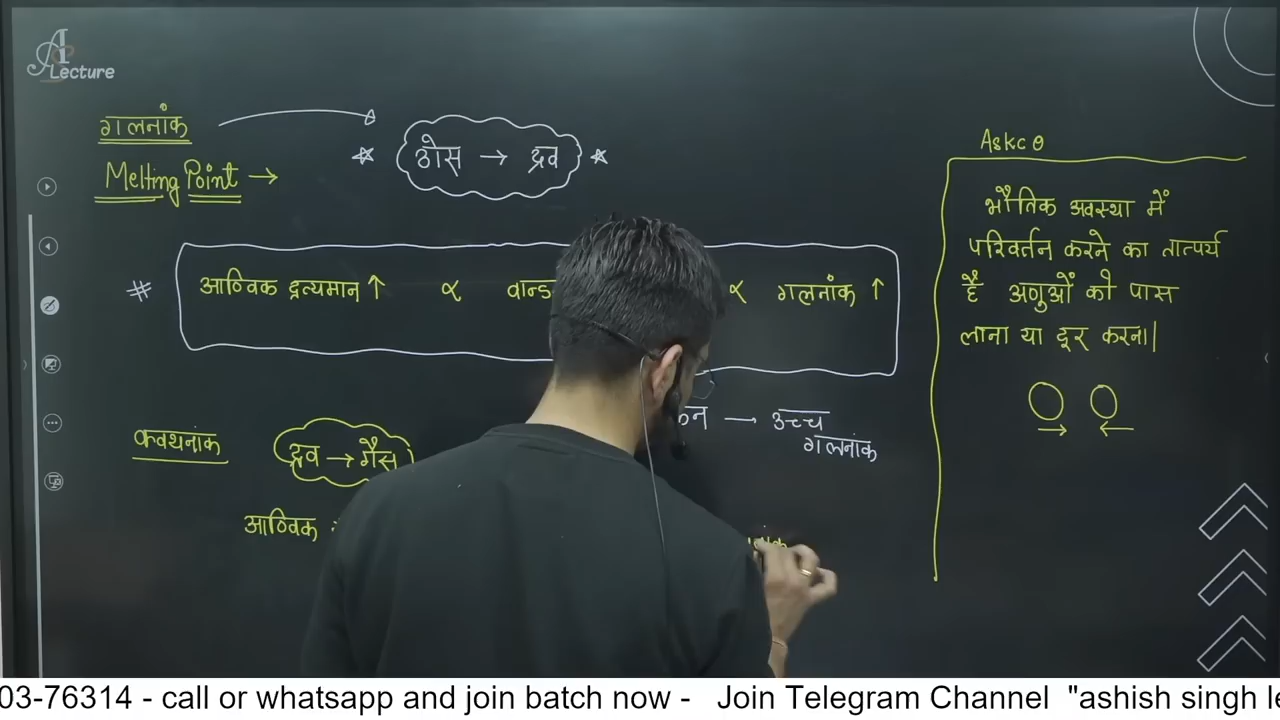 A
Lecture
गलनांक
Melting Point →
ठोस → द्रव
# आण्विक द्रव्यमान ↑ ∝ वान्ड ∝ गलनांक ↑
→ उच्च
गलनांक
क्वथनांक
द्रव → गैस
आण्विक
Askc θ
भौतिक अवस्था में
परिवर्तन करने का तात्पर्य
है अणुओं को पास
लाना या दूर करना|
03-76314 - call or whatsapp and join batch now - Join Telegram Channel "ashish singh le